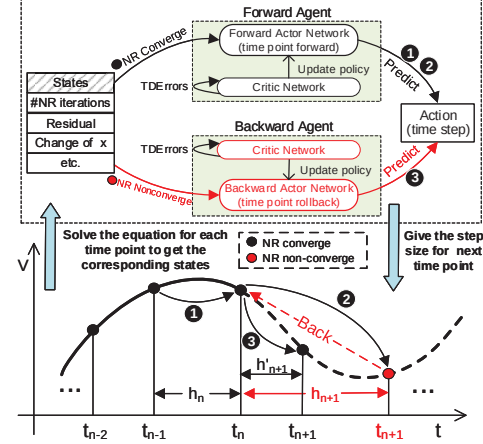 Forward Agent
NR Converge
Forward Actor Network
(time point forward)
Update policy
TDErrors
Critic Network
1 2
Predict
States
#NR iterations
Residual
Change of x
etc.
Action
(time step)
Backward Agent
TDErrors
Critic Network
Update policy
Backward Actor Network
(time point rollback)
NR Nonconverge
Predict
3
Solve the equation for each
time point to get the
corresponding states
NR converge
NR non-converge
Give the step
size for next
time point
V
1
2
3
Back
h'n+1
hn
hn+1
...
...
tn-2
tn-1
tn
tn+1
tn+1
t